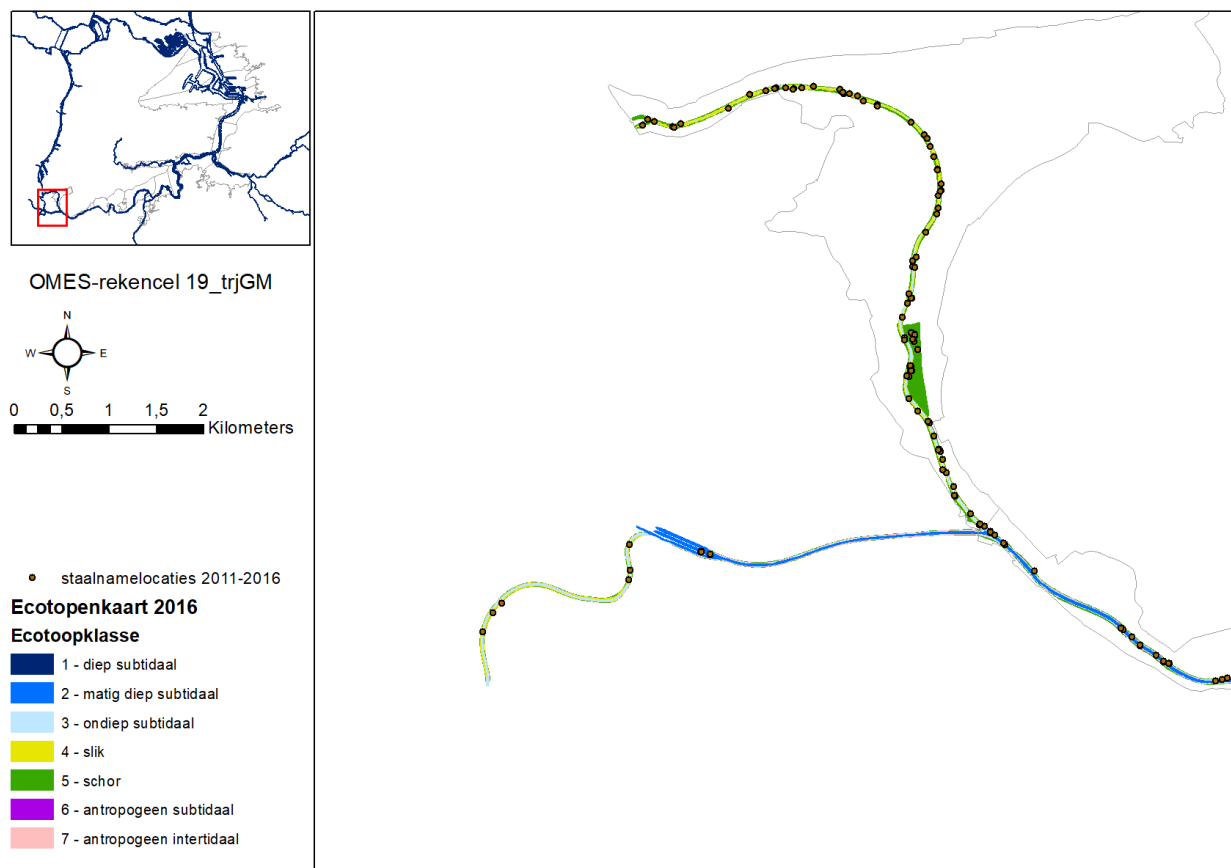 OMES-rekencel 19_trjGM
N
W E
S
0 0,5 1 1,5 2
Kilometers
staalnamelocaties 2011-2016
Ecotopenkaart 2016
Ecotoopklasse
1 - diep subtidaal
2 - matig diep subtidaal
3 - ondiep subtidaal
4 - slik
5 - schor
6 - antropogeen subtidaal
7 - antropogeen intertidaal